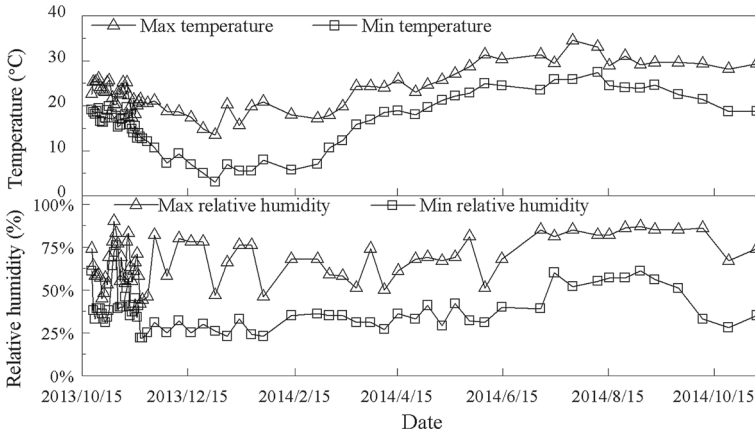 40
Max temperature
Min temperature
30
20
10
0
Temperature (°C)
100%
Max relative humidity
Min relative humidity
75%
50%
25%
0%
Relative humidity (%)
2013/10/15
2013/12/15
2014/2/15
2014/4/15
2014/6/15
2014/8/15
2014/10/15
Date